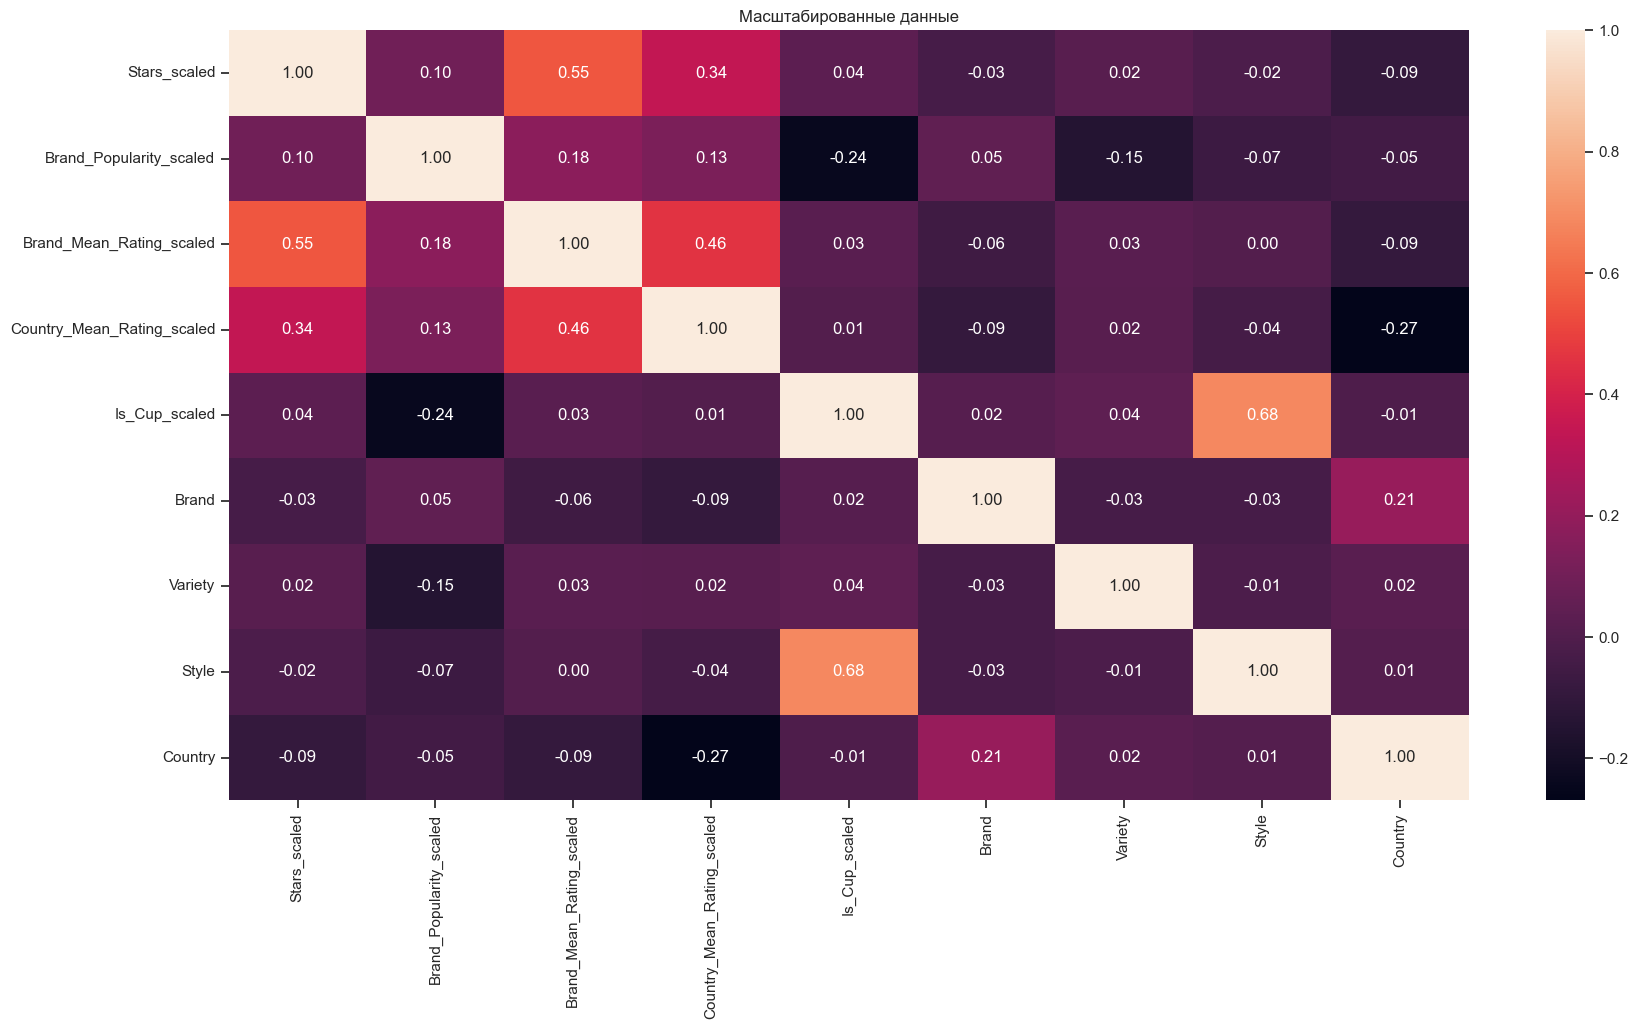 Масштабированные данные
Stars_scaled 1.00 0.10 0.55 0.34 0.04 -0.03 0.02 -0.02 -0.09
Brand_Popularity_scaled 0.10 1.00 0.18 0.13 -0.24 0.05 -0.15 -0.07 -0.05
Brand_Mean_Rating_scaled 0.55 0.18 1.00 0.46 0.03 -0.06 0.03 0.00 -0.09
Country_Mean_Rating_scaled 0.34 0.13 0.46 1.00 0.01 -0.09 0.02 -0.04 -0.27
Is_Cup_scaled 0.04 -0.24 0.03 0.01 1.00 0.02 0.04 0.68 -0.01
Brand -0.03 0.05 -0.06 -0.09 0.02 1.00 -0.03 -0.03 0.21
Variety 0.02 -0.15 0.03 0.02 0.04 -0.03 1.00 -0.01 0.02
Style -0.02 -0.07 0.00 -0.04 0.68 -0.03 -0.01 1.00 0.01
Country -0.09 -0.05 -0.09 -0.27 -0.01 0.21 0.02 0.01 1.00
Stars_scaled
Brand_Popularity_scaled
Brand_Mean_Rating_scaled
Country_Mean_Rating_scaled
Is_Cup_scaled
Brand
Variety
Style
Country
1.0
0.8
0.6
0.4
0.2
0.0
−0.2